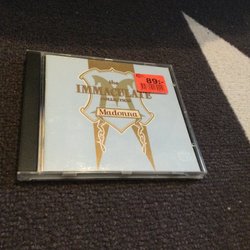 the
IMMACULATE
collection
Madonna
89:-